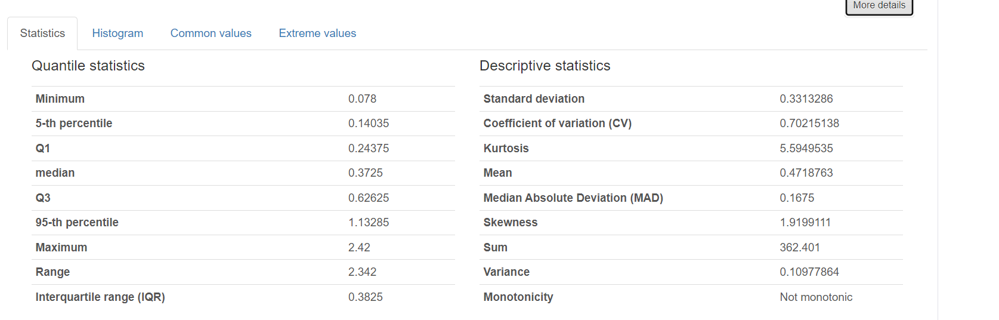 More details
Statistics Histogram Common values Extreme values
Quantile statistics
Minimum 0.078
5-th percentile 0.14035
Q1 0.24375
median 0.3725
Q3 0.62625
95-th percentile 1.13285
Maximum 2.42
Range 2.342
Interquartile range (IQR) 0.3825
Descriptive statistics
Standard deviation 0.3313286
Coefficient of variation (CV) 0.70215138
Kurtosis 5.5949535
Mean 0.4718763
Median Absolute Deviation (MAD) 0.1675
Skewness 1.9199111
Sum 362.401
Variance 0.10977864
Monotonicity Not monotonic